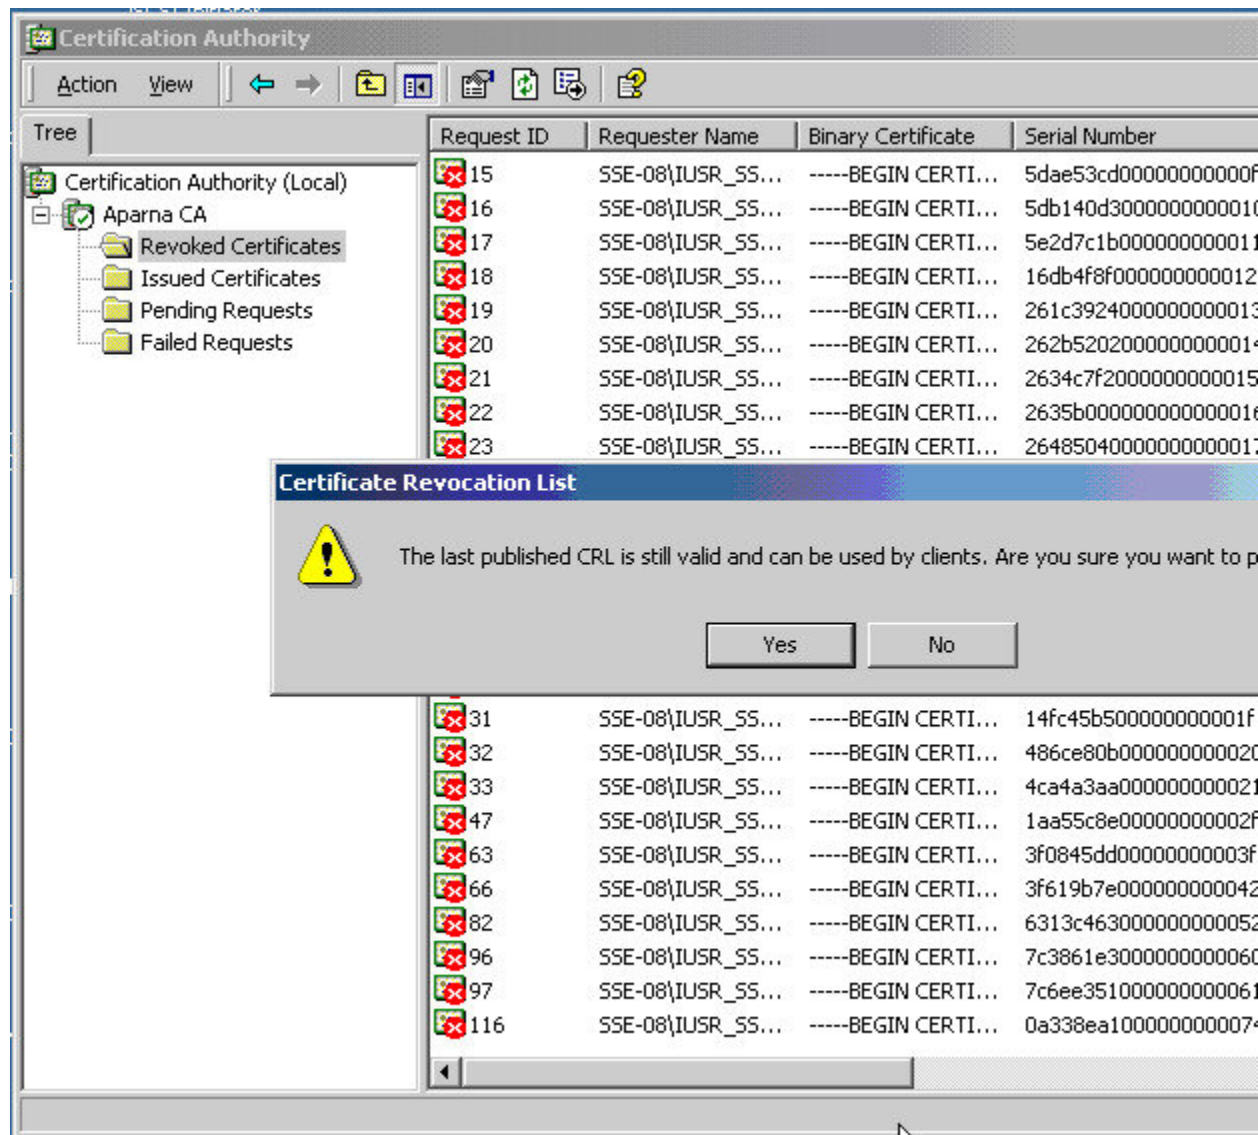 Certification Authority
Action View
Tree
Request ID Requester Name Binary Certificate Serial Number
Certification Authority (Local)
Aparna CA
Revoked Certificates
Issued Certificates
Pending Requests
Failed Requests
15 SSE-08\IUSR_SS... -----BEGIN CERTI... 5dae53cd00000000000f
16 SSE-08\IUSR_SS... -----BEGIN CERTI... 5db140d3000000000010
17 SSE-08\IUSR_SS... -----BEGIN CERTI... 5e2d7c1b000000000011
18 SSE-08\IUSR_SS... -----BEGIN CERTI... 16db4f8f000000000012
19 SSE-08\IUSR_SS... -----BEGIN CERTI... 261c3924000000000013
20 SSE-08\IUSR_SS... -----BEGIN CERTI... 262b5202000000000014
21 SSE-08\IUSR_SS... -----BEGIN CERTI... 2634c7f2000000000015
22 SSE-08\IUSR_SS... -----BEGIN CERTI... 2635b000000000000016
23 SSE-08\IUSR_SS... -----BEGIN CERTI... 26485040000000000017
Certificate Revocation List
The last published CRL is still valid and can be used by clients. Are you sure you want to p
Yes No
31 SSE-08\IUSR_SS... -----BEGIN CERTI... 14fc45b500000000001f
32 SSE-08\IUSR_SS... -----BEGIN CERTI... 486ce80b000000000020
33 SSE-08\IUSR_SS... -----BEGIN CERTI... 4ca4a3aa000000000021
47 SSE-08\IUSR_SS... -----BEGIN CERTI... 1aa55c8e00000000002f
63 SSE-08\IUSR_SS... -----BEGIN CERTI... 3f0845dd00000000003f
66 SSE-08\IUSR_SS... -----BEGIN CERTI... 3f619b7e000000000042
82 SSE-08\IUSR_SS... -----BEGIN CERTI... 6313c463000000000052
96 SSE-08\IUSR_SS... -----BEGIN CERTI... 7c3861e3000000000060
97 SSE-08\IUSR_SS... -----BEGIN CERTI... 7c6ee351000000000061
116 SSE-08\IUSR_SS... -----BEGIN CERTI... 0a338ea1000000000074